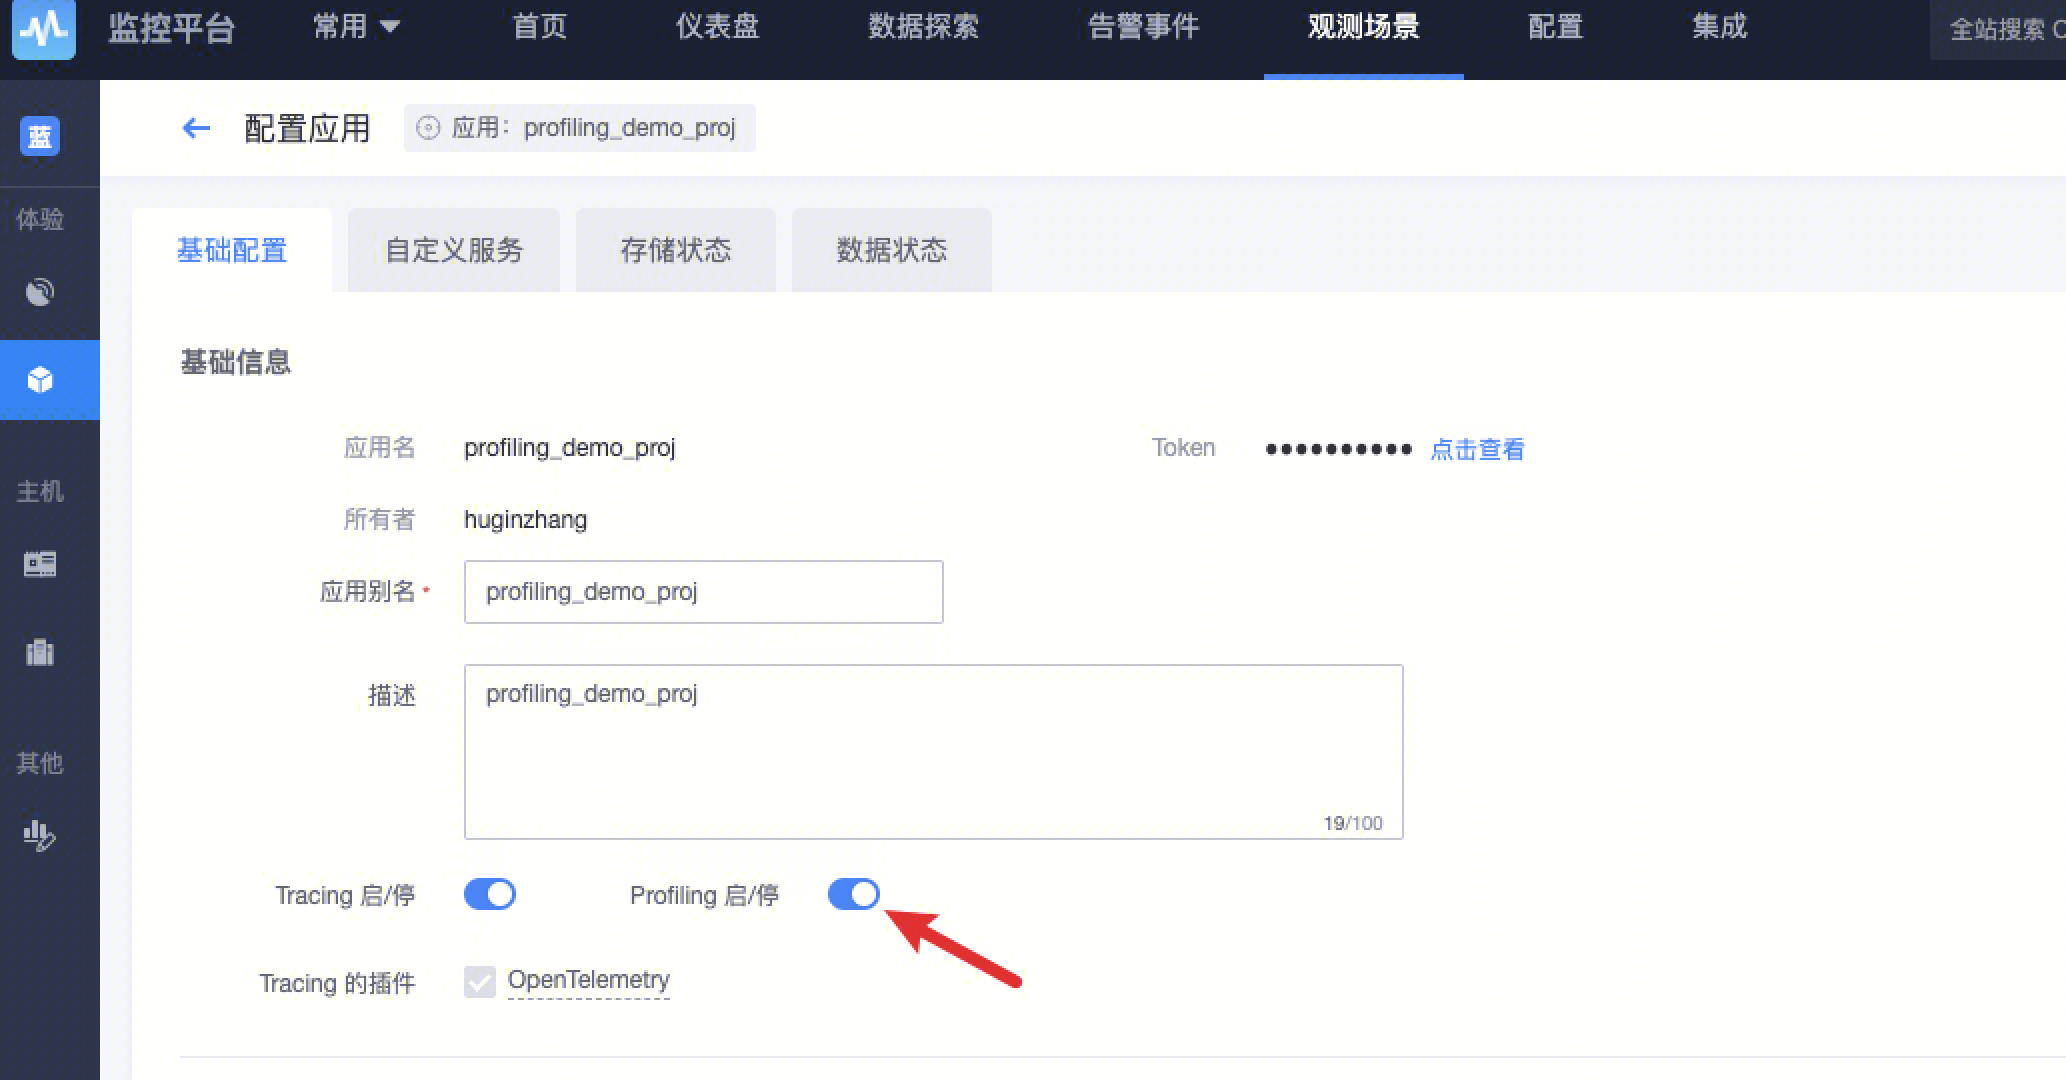 监控平台 常用 首页 仪表盘 数据探索 告警事件 观测场景 配置 集成 全站搜索
蓝 配置应用 应用： profiling_demo_proj
体验
基础配置 自定义服务 存储状态 数据状态
基础信息
应用名 profiling_demo_proj Token ●●●●●●●●●● 点击查看
主机
所有者 huginzhang
应用别名 * profiling_demo_proj
描述 profiling_demo_proj
其他
19/100
Tracing 启/停 Profiling 启/停
Tracing 的插件 OpenTelemetry